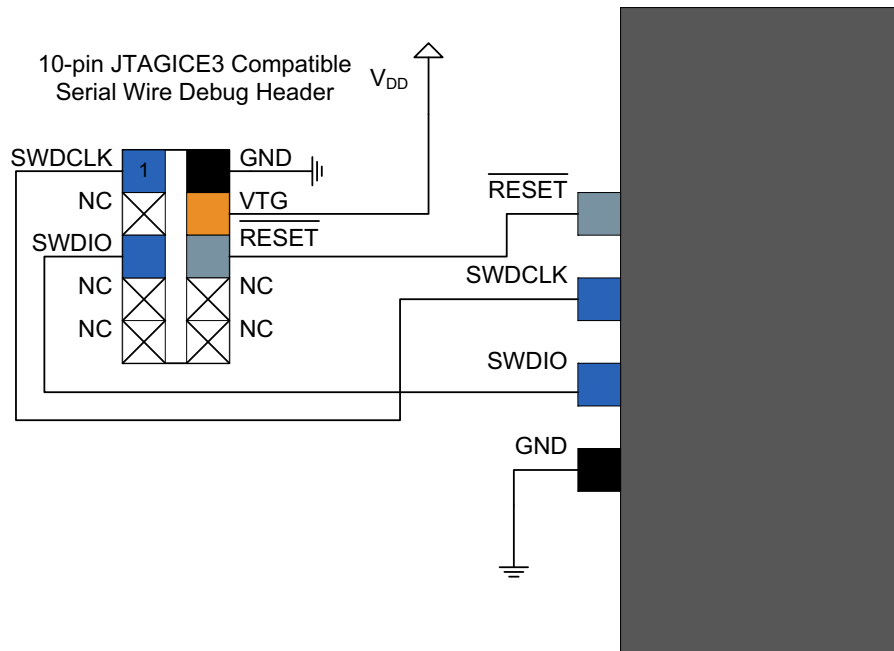 10-pin JTAGICE3 Compatible
Serial Wire Debug Header
VDD
SWDCLK
1
GND
NC
VTG
SWDIO
RESET
NC
NC
NC
NC
RESET
SWDCLK
SWDIO
GND